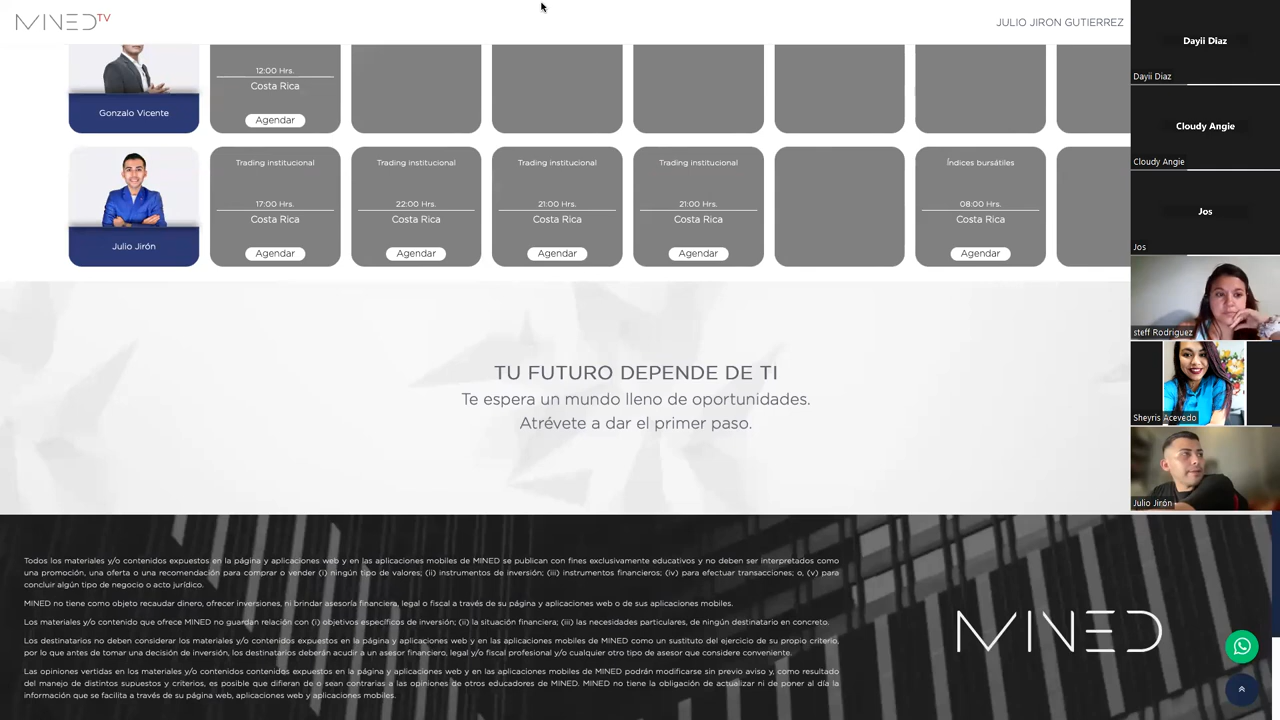 MINEDTV
JULIO JIRON GUTIERREZ
12:00 Hrs.
Costa Rica
Agendar
Gonzalo Vicente
Trading institucional
17:00 Hrs.
Costa Rica
Agendar
Trading institucional
22:00 Hrs.
Costa Rica
Agendar
Trading institucional
21:00 Hrs.
Costa Rica
Agendar
Trading institucional
21:00 Hrs.
Costa Rica
Agendar
Índices bursátiles
08:00 Hrs.
Costa Rica
Agendar
Julio Jirón
TU FUTURO DEPENDE DE TI
Te espera un mundo lleno de oportunidades.
Atrévete a dar el primer paso.
Todos los materiales y/o contenidos expuestos en la página y aplicaciones web y en las aplicaciones mobiles de MINED se publican con fines exclusivamente educativos y no deben ser interpretados como
una promoción, una oferta o una recomendación para comprar o vender (i) ningún tipo de valores; (ii) instrumentos de inversión; (iii) instrumentos financieros; (iv) para efectuar transacciones; o, (v) para
concluir algún tipo de negocio o acto jurídico.
MINED no tiene como objeto recaudar dinero, ofrecer inversiones, ni brindar asesoría financiera, legal o fiscal a través de su página y aplicaciones web o de sus aplicaciones mobiles.
Los materiales y/o contenido que ofrece MINED no guardan relación con (i) objetivos específicos de inversión; (ii) la situación financiera; (iii) las necesidades particulares, de ningún destinatario en concreto.
Los destinatarios no deben considerar los materiales y/o contenidos expuestos en la página y aplicaciones web y en las aplicaciones mobiles de MINED como un sustituto del ejercicio de su propio criterio,
por lo que antes de tomar una decisión de inversión, los destinatarios deberán acudir a un asesor financiero, legal y/o fiscal profesional y/o cualquier otro tipo de asesor que considere conveniente.
Las opiniones vertidas en los materiales y/o contenidos contenidos expuestos en la página y aplicaciones web y en las aplicaciones mobiles de MINED podrán modificarse sin previo aviso y, como resultado
del manejo de distintos supuestos y criterios, es posible que difieran de o sean contrarias a las opiniones de otros educadores de MINED. MINED no tiene la obligación de actualizar ni de poner al día la
información que se facilita a través de su página web, aplicaciones web y aplicaciones mobiles.
MINED
Dayii Diaz
Dayii Diaz
Cloudy Angie
Cloudy Angie
Jos
Jos
steff Rodriguez
Sheyris Acevedo
Julio Jirón